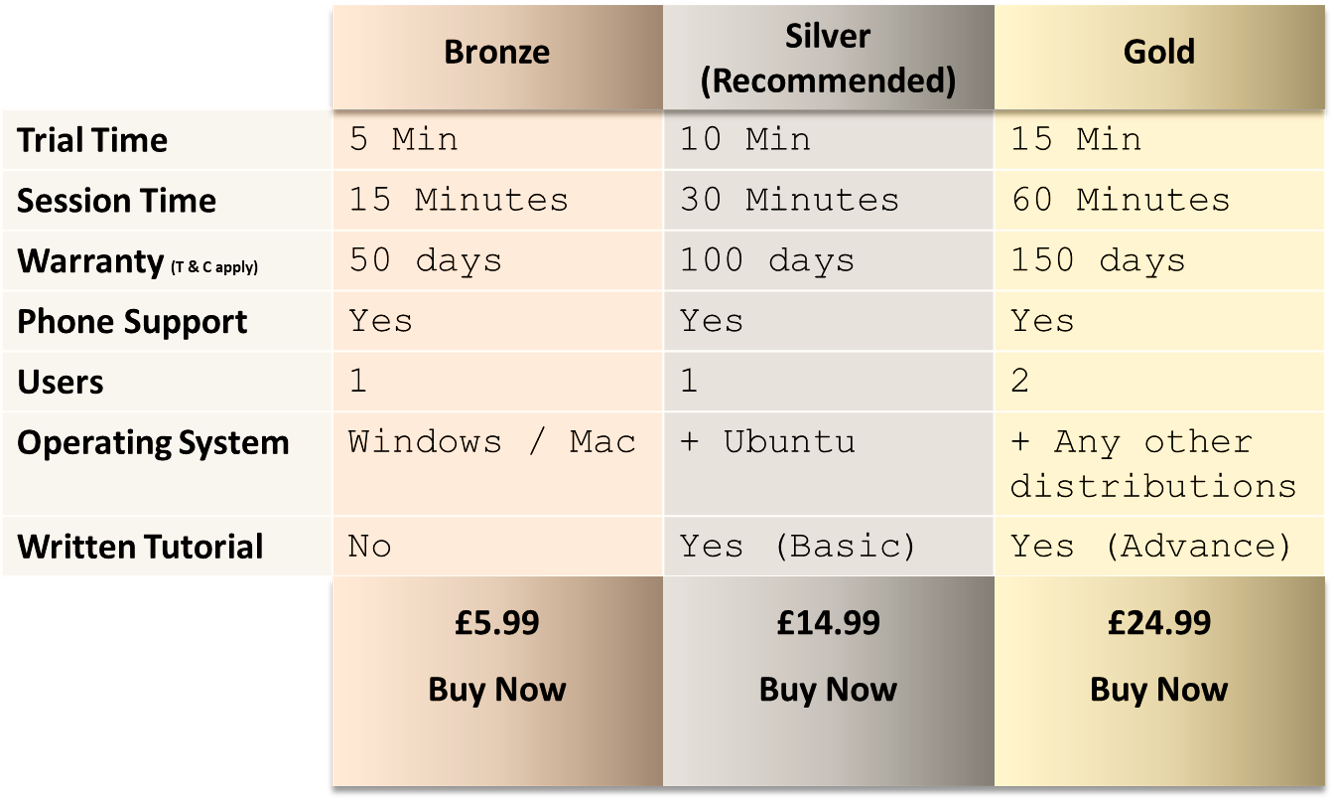 Bronze
Silver
(Recommended)
Gold
Trial Time 5 Min 10 Min 15 Min
Session Time 15 Minutes 30 Minutes 60 Minutes
Warranty (T & C apply) 50 days 100 days 150 days
Phone Support Yes Yes Yes
Users 1 1 2
Operating System Windows / Mac + Ubuntu + Any other
distributions
Written Tutorial No Yes (Basic) Yes (Advance)
£5.99 £14.99 £24.99
Buy Now Buy Now Buy Now